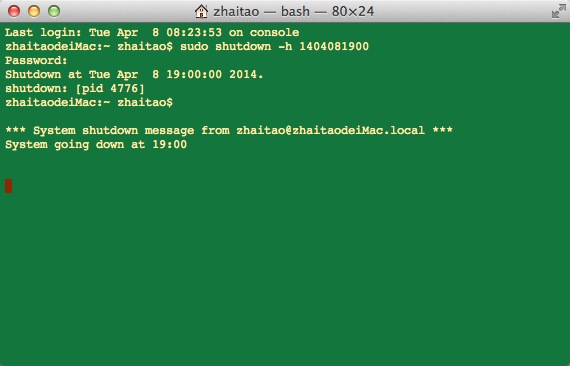 zhaitao — bash — 80×24
Last login: Tue Apr  8 08:23:53 on console
zhaitaodeiMac:~ zhaitao$ sudo shutdown -h 1404081900
Password:
Shutdown at Tue Apr  8 19:00:00 2014.
shutdown: [pid 4776]
zhaitaodeiMac:~ zhaitao$
*** System shutdown message from zhaitao@zhaitaodeiMac.local ***
System going down at 19:00